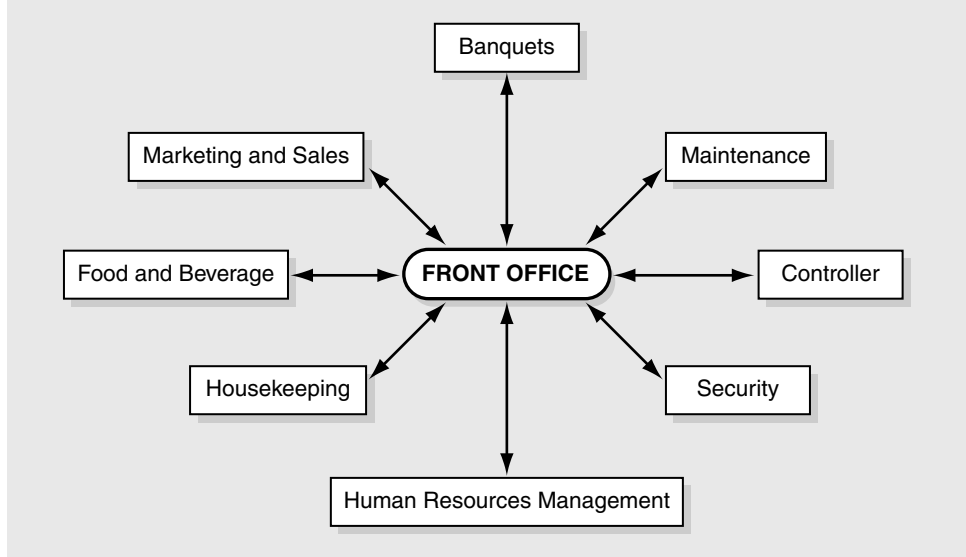 Banquets
Marketing and Sales
Maintenance
Food and Beverage
FRONT OFFICE
Controller
Housekeeping
Security
Human Resources Management